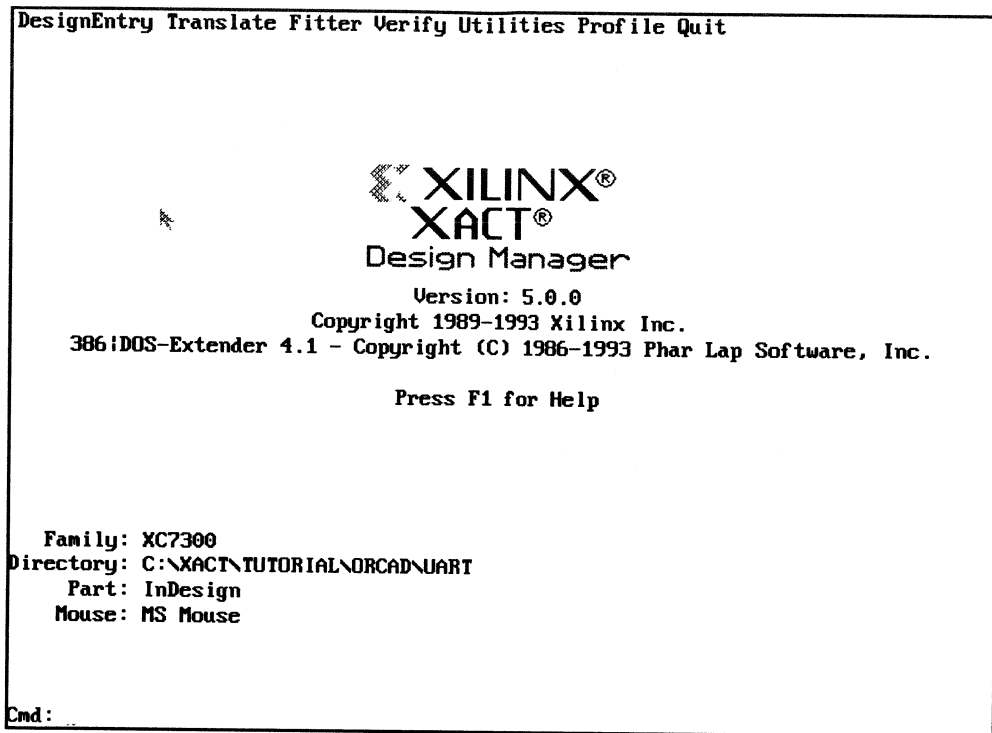 DesignEntry Translate Fitter Verify Utilities Profile Quit
XILINX®
XACT®
Design Manager
Version: 5.0.0
Copyright 1989-1993 Xilinx Inc.
386|DOS-Extender 4.1 - Copyright (C) 1986-1993 Phar Lap Software, Inc.
Press F1 for Help
Family: XC7300
Directory: C:\XACT\TUTORIAL\ORCAD\UART
Part: InDesign
Mouse: MS Mouse
Cmd: